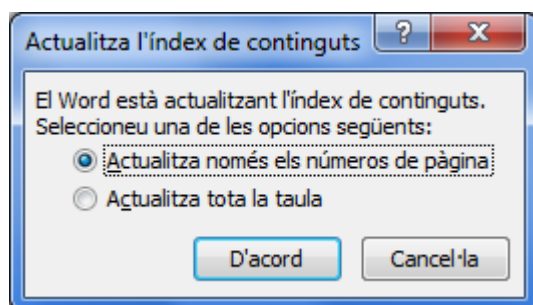 Actualitza l'índex de continguts
El Word està actualitzant l'índex de continguts.
Seleccioneu una de les opcions següents:
Actualitza només els números de pàgina
Actualitza tota la taula
D'acord
Cancel·la